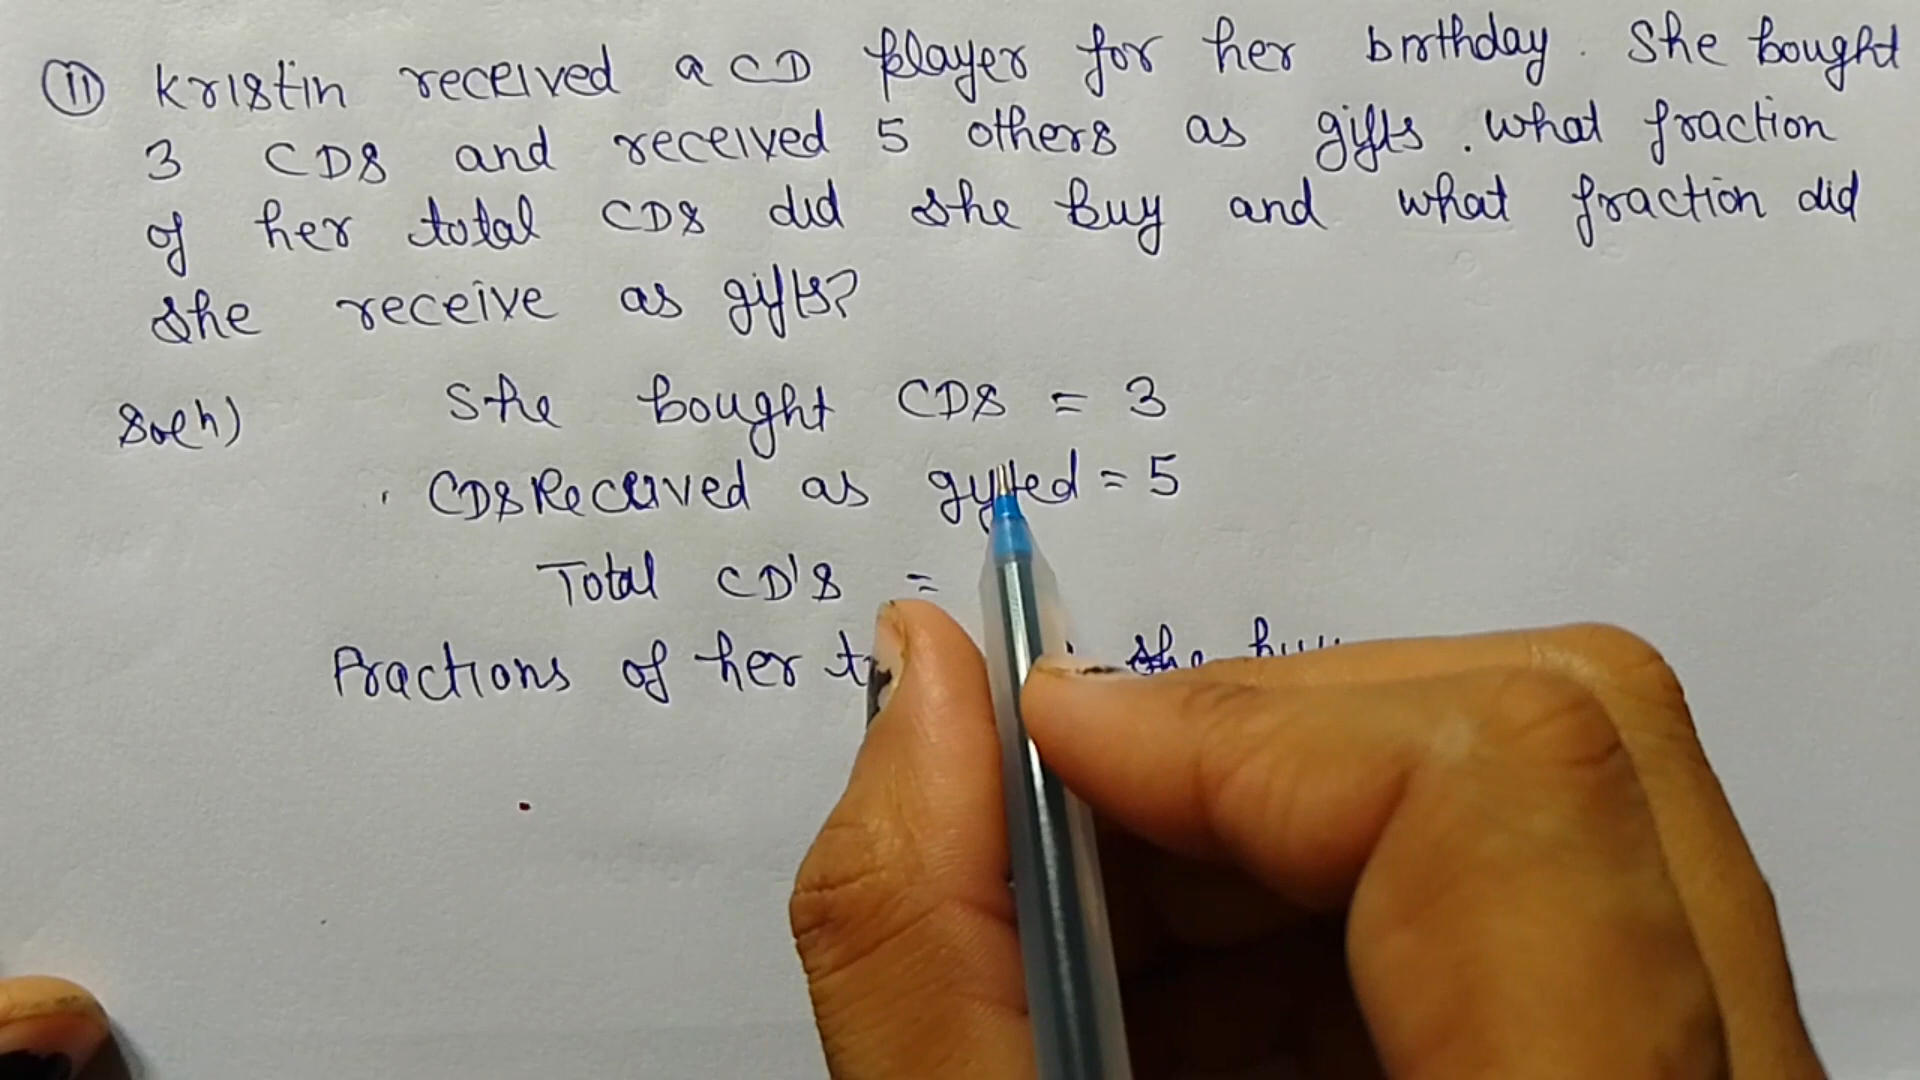 11 Kristin received a CD player for her birthday. She bought
3 CDs and received 5 others as gifts. what fraction
of her total CDs did she buy and what fraction did
she receive as gifts?
Soln) She bought CDs = 3
CDs Received as gifted = 5
Total CD's =
Fractions of her she buy